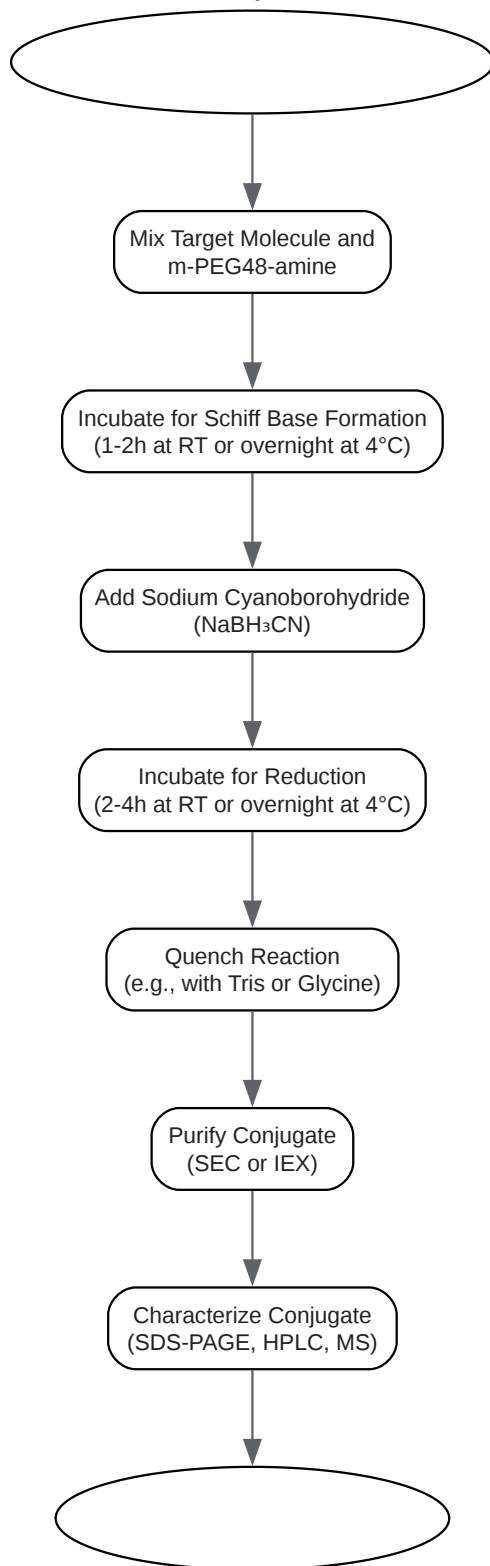 Mix Target Molecule and
m-PEG48-amine
Incubate for Schiff Base Formation
(1-2h at RT or overnight at 4°C)
Add Sodium Cyanoborohydride
(NaBH₃CN)
Incubate for Reduction
(2-4h at RT or overnight at 4°C)
Quench Reaction
(e.g., with Tris or Glycine)
Purify Conjugate
(SEC or IEX)
Characterize Conjugate
(SDS-PAGE, HPLC, MS)